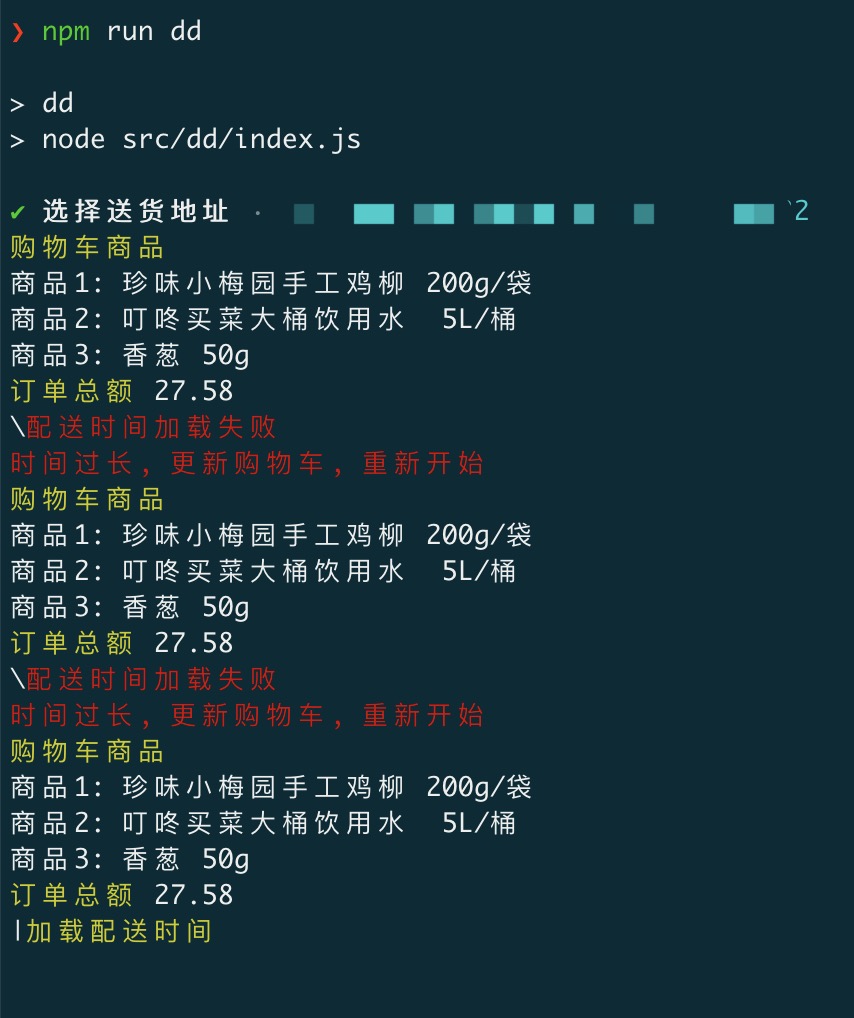 ❯ npm run dd
> dd
> node src/dd/index.js
✔ 选择送货地址 · 2
购物车商品
商品1: 珍味小梅园手工鸡柳 200g/袋
商品2: 叮咚买菜大桶饮用水 5L/桶
商品3: 香葱 50g
订单总额 27.58
\配送时间加载失败
时间过长，更新购物车，重新开始
购物车商品
商品1: 珍味小梅园手工鸡柳 200g/袋
商品2: 叮咚买菜大桶饮用水 5L/桶
商品3: 香葱 50g
订单总额 27.58
\配送时间加载失败
时间过长，更新购物车，重新开始
购物车商品
商品1: 珍味小梅园手工鸡柳 200g/袋
商品2: 叮咚买菜大桶饮用水 5L/桶
商品3: 香葱 50g
订单总额 27.58
|加载配送时间